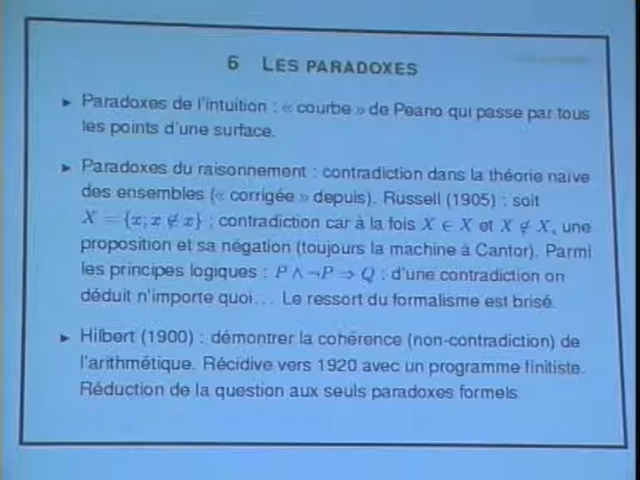 6 LES PARADOXES
► Paradoxes de l'intuition : « courbe » de Peano qui passe par tous
les points d'une surface.
► Paradoxes du raisonnement : contradiction dans la théorie naïve
des ensembles (« corrigée » depuis). Russell (1905) : soit
X = {x; x ∉ x} ; contradiction car à la fois X ∈ X et X ∉ X, une
proposition et sa négation (toujours la machine à Cantor). Parmi
les principes logiques : P ∧ ¬P ⇒ Q : d'une contradiction on
déduit n'importe quoi... Le ressort du formalisme est brisé.
► Hilbert (1900) : démontrer la cohérence (non-contradiction) de
l'arithmétique. Récidive vers 1920 avec un programme finitiste.
Réduction de la question aux seuls paradoxes formels.